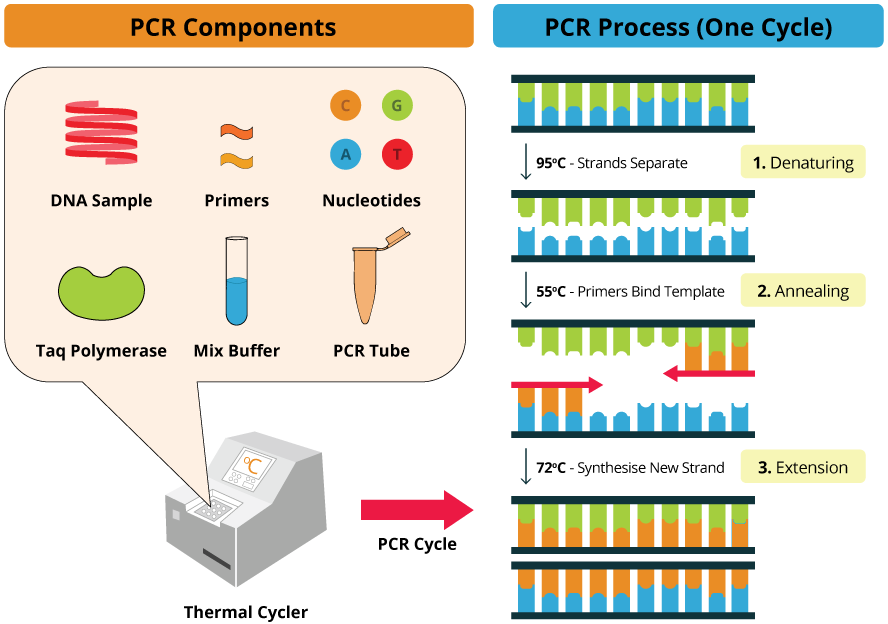 PCR Components
C
G
A
T
DNA Sample
Primers
Nucleotides
Taq Polymerase
Mix Buffer
PCR Tube
°C
Thermal Cycler
PCR Cycle
PCR Process (One Cycle)
95ºC - Strands Separate
1. Denaturing
55ºC - Primers Bind Template
2. Annealing
72ºC - Synthesise New Strand
3. Extension